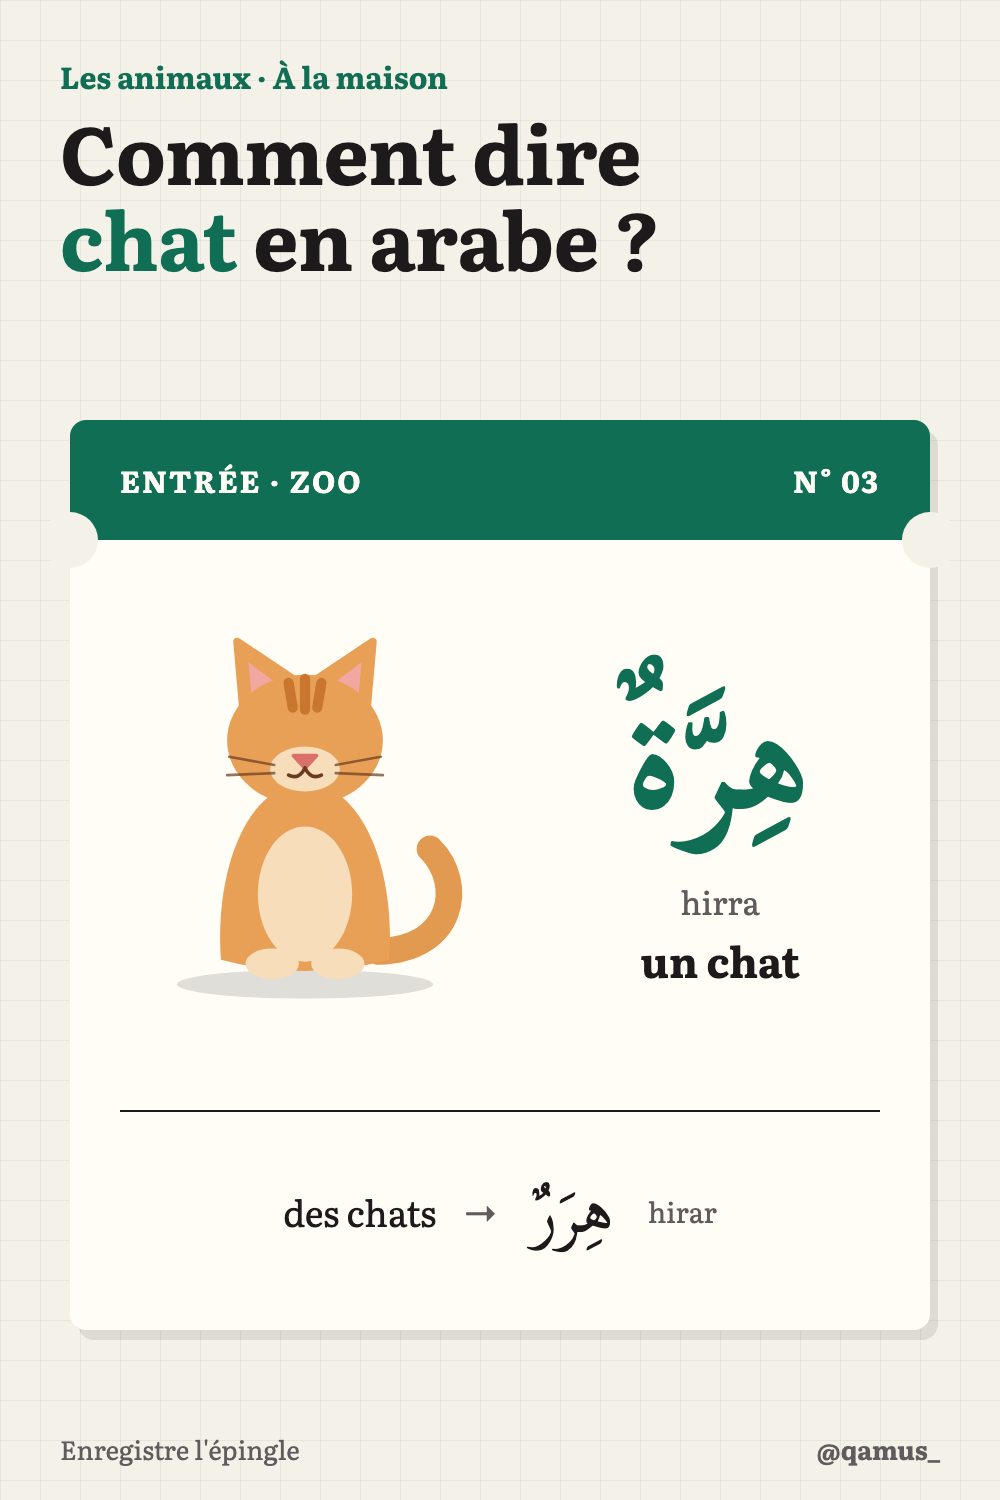 Les animaux · À la maison
Comment dire
chat en arabe ?
ENTRÉE · ZOO
N° 03
هِرَّةٌ
hirra
un chat
des chats → هِرَرٌ hirar
Enregistre l'épingle
@qamus_